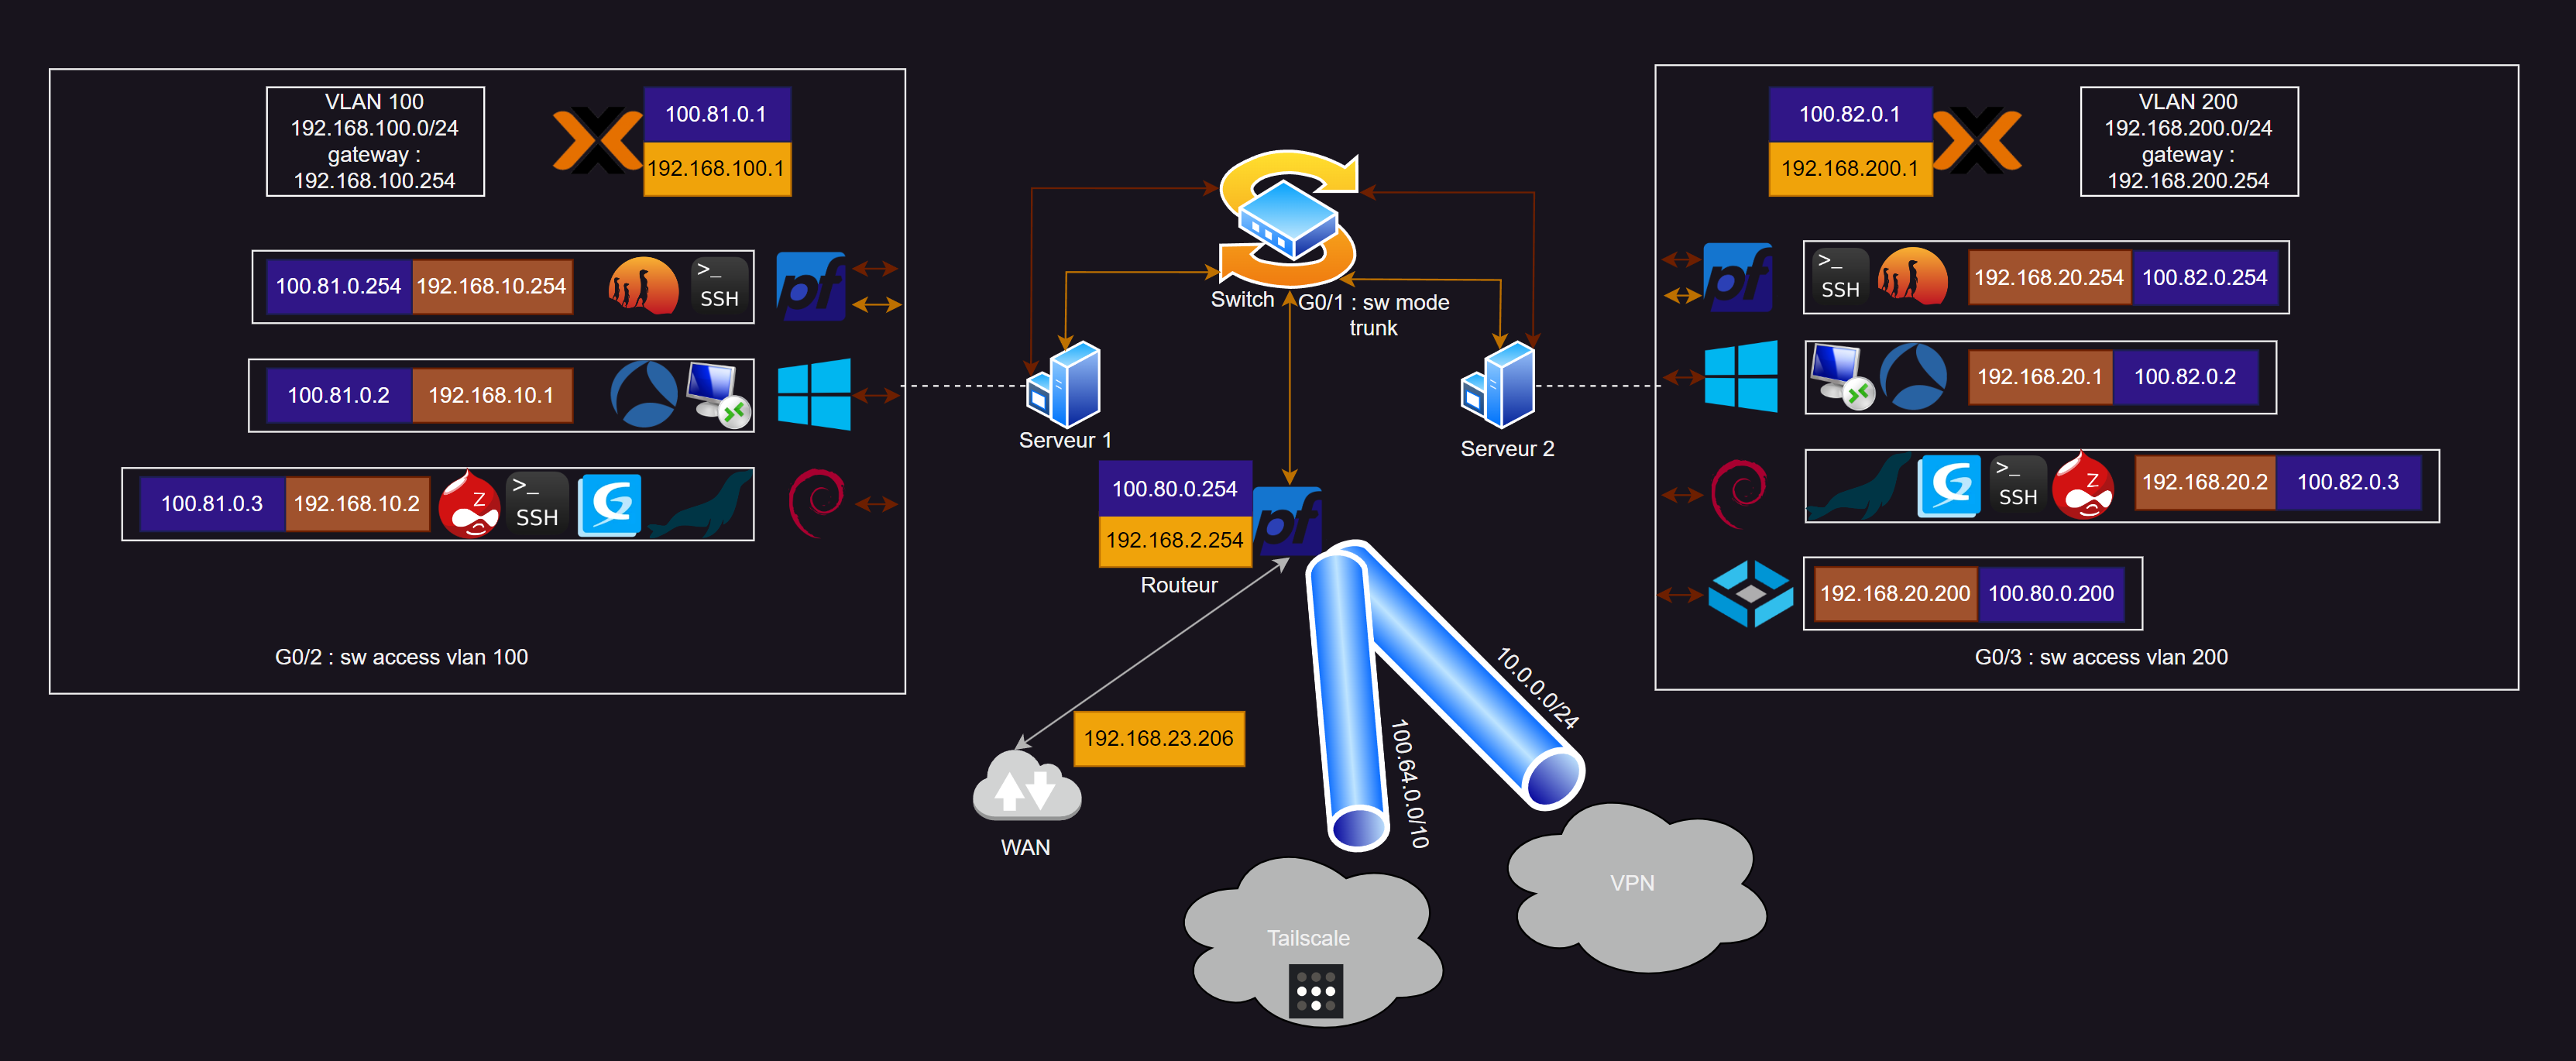 VLAN 100
192.168.100.0/24
gateway :
192.168.100.254
100.81.0.1
192.168.100.1
100.81.0.254
192.168.10.254
>_
SSH
pf
100.81.0.2
192.168.10.1
100.81.0.3
192.168.10.2
Z
>_
SSH
G0/2 : sw access vlan 100
Switch
G0/1 : sw mode
trunk
Serveur 1
Serveur 2
100.80.0.254
192.168.2.254
pf
Routeur
192.168.23.206
WAN
100.64.0.0/10
10.0.0.0/24
Tailscale
VPN
100.82.0.1
192.168.200.1
VLAN 200
192.168.200.0/24
gateway :
192.168.200.254
pf
>_
SSH
192.168.20.254
100.82.0.254
192.168.20.1
100.82.0.2
>_
SSH
Z
192.168.20.2
100.82.0.3
192.168.20.200
100.80.0.200
G0/3 : sw access vlan 200